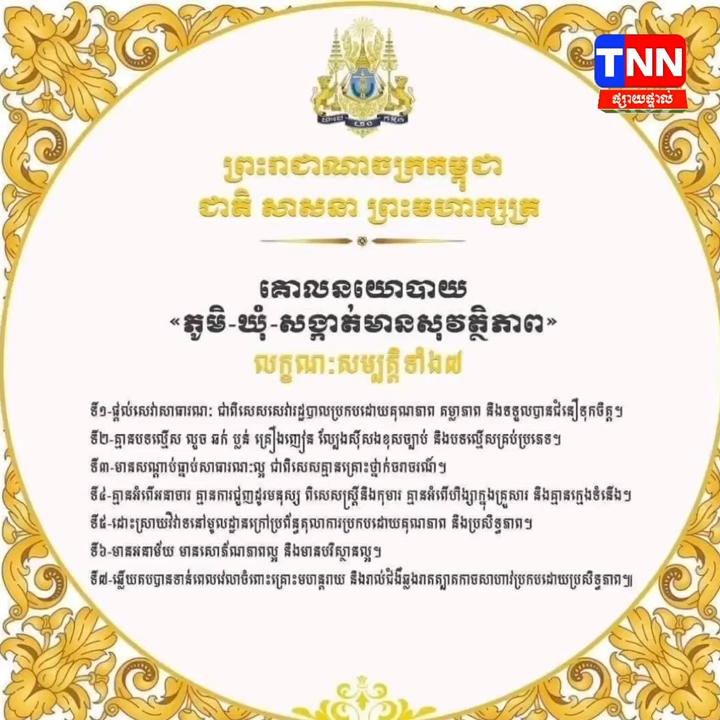 TNN
ផ្សាយផ្ទាល់
ព្រះរាជាណាចក្រកម្ពុជា
ជាតិ សាសនា ព្រះមហាក្សត្រ
គោលនយោបាយ
«ភូមិ-ឃុំ-សង្កាត់មានសុវត្ថិភាព»
លក្ខណៈសម្បត្តិទាំង៧
ទី១-ផ្តល់សេវាសាធារណៈ ជាពិសេសសេវារដ្ឋបាលប្រកបដោយគុណភាព តម្លាភាព និងទទួលបានជំនឿទុកចិត្ត។
ទី២-គ្មានបទល្មើស លួច ឆក់ ប្លន់ គ្រឿងញៀន ល្បែងស៊ីសងខុសច្បាប់ និងបទល្មើសគ្រប់ប្រភេទ។
ទី៣-មានសណ្តាប់ធ្នាប់សាធារណៈល្អ ជាពិសេសគ្មានគ្រោះថ្នាក់ចរាចរណ៍។
ទី៤-គ្មានអំពើអនាចារ គ្មានការជួញដូរមនុស្ស ពិសេសស្ត្រីនិងកុមារ គ្មានអំពើហិង្សាក្នុងគ្រួសារ និងគ្មានក្មេងទំនើង។
ទី៥-ដោះស្រាយវិវាទនៅមូលដ្ឋានក្រៅប្រព័ន្ធតុលាការប្រកបដោយគុណភាព និងប្រសិទ្ធភាព។
ទី៦-មានអនាម័យ មានសោភ័ណភាពល្អ និងមានបរិស្ថានល្អ។
ទី៧-ឆ្លើយតបបានទាន់ពេលវេលាចំពោះគ្រោះមហន្តរាយ និងរាល់ជំងឺឆ្លងរាតត្បាតកាចសាហាវប្រកបដោយប្រសិទ្ធភាព៕